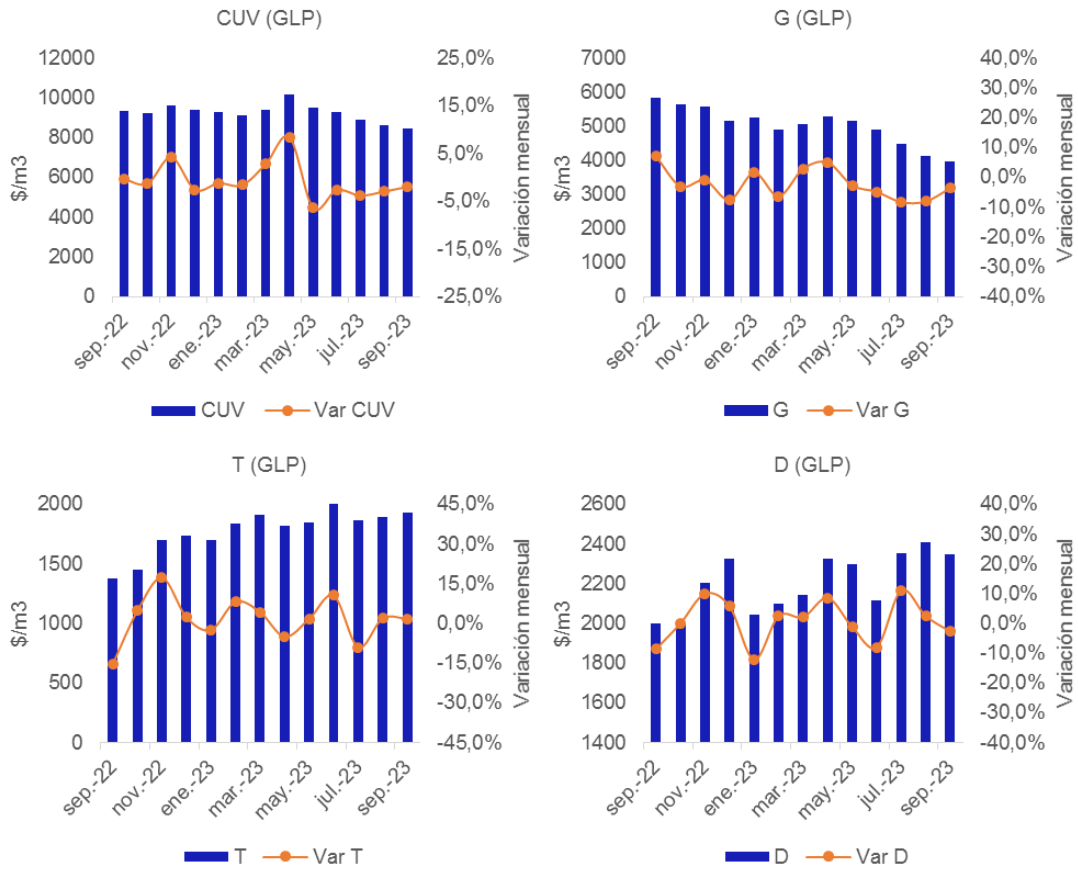 CUV (GLP)
12000
10000
8000
6000
4000
2000
0
$/m3
25,0%
15,0%
5,0%
-5,0%
-15,0%
-25,0%
Variación mensual
sep.-22
nov.-22
ene.-23
mar.-23
may.-23
jul.-23
sep.-23
CUV Var CUV
G (GLP)
7000
6000
5000
4000
3000
2000
1000
0
$/m3
40,0%
30,0%
20,0%
10,0%
0,0%
-10,0%
-20,0%
-30,0%
-40,0%
Variación mensual
sep.-22
nov.-22
ene.-23
mar.-23
may.-23
jul.-23
sep.-23
G Var G
T (GLP)
2000
1500
1000
500
0
$/m3
45,0%
30,0%
15,0%
0,0%
-15,0%
-30,0%
-45,0%
Variación mensual
sep.-22
nov.-22
ene.-23
mar.-23
may.-23
jul.-23
sep.-23
T Var T
D (GLP)
2600
2400
2200
2000
1800
1600
1400
$/m3
40,0%
30,0%
20,0%
10,0%
0,0%
-10,0%
-20,0%
-30,0%
-40,0%
Variación mensual
sep.-22
nov.-22
ene.-23
mar.-23
may.-23
jul.-23
sep.-23
D Var D